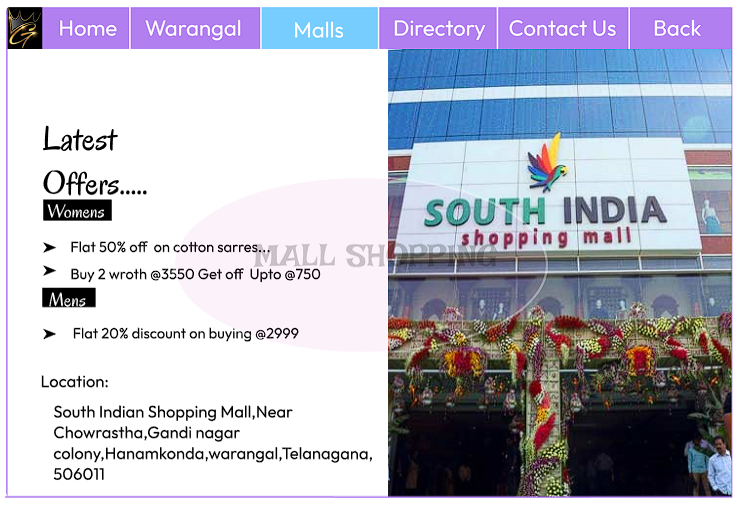 Home Warangal Malls Directory Contact Us Back
Latest
Offers.....
Womens
Flat 50% off on cotton sarres...
Buy 2 wroth @3550 Get off Upto @750
Mens
Flat 20% discount on buying @2999
Location:
South Indian Shopping Mall,Near
Chowrastha,Gandi nagar
colony,Hanamkonda,warangal,Telanagana,
506011
MALL SHOPPING
SOUTH INDIA
shopping mall